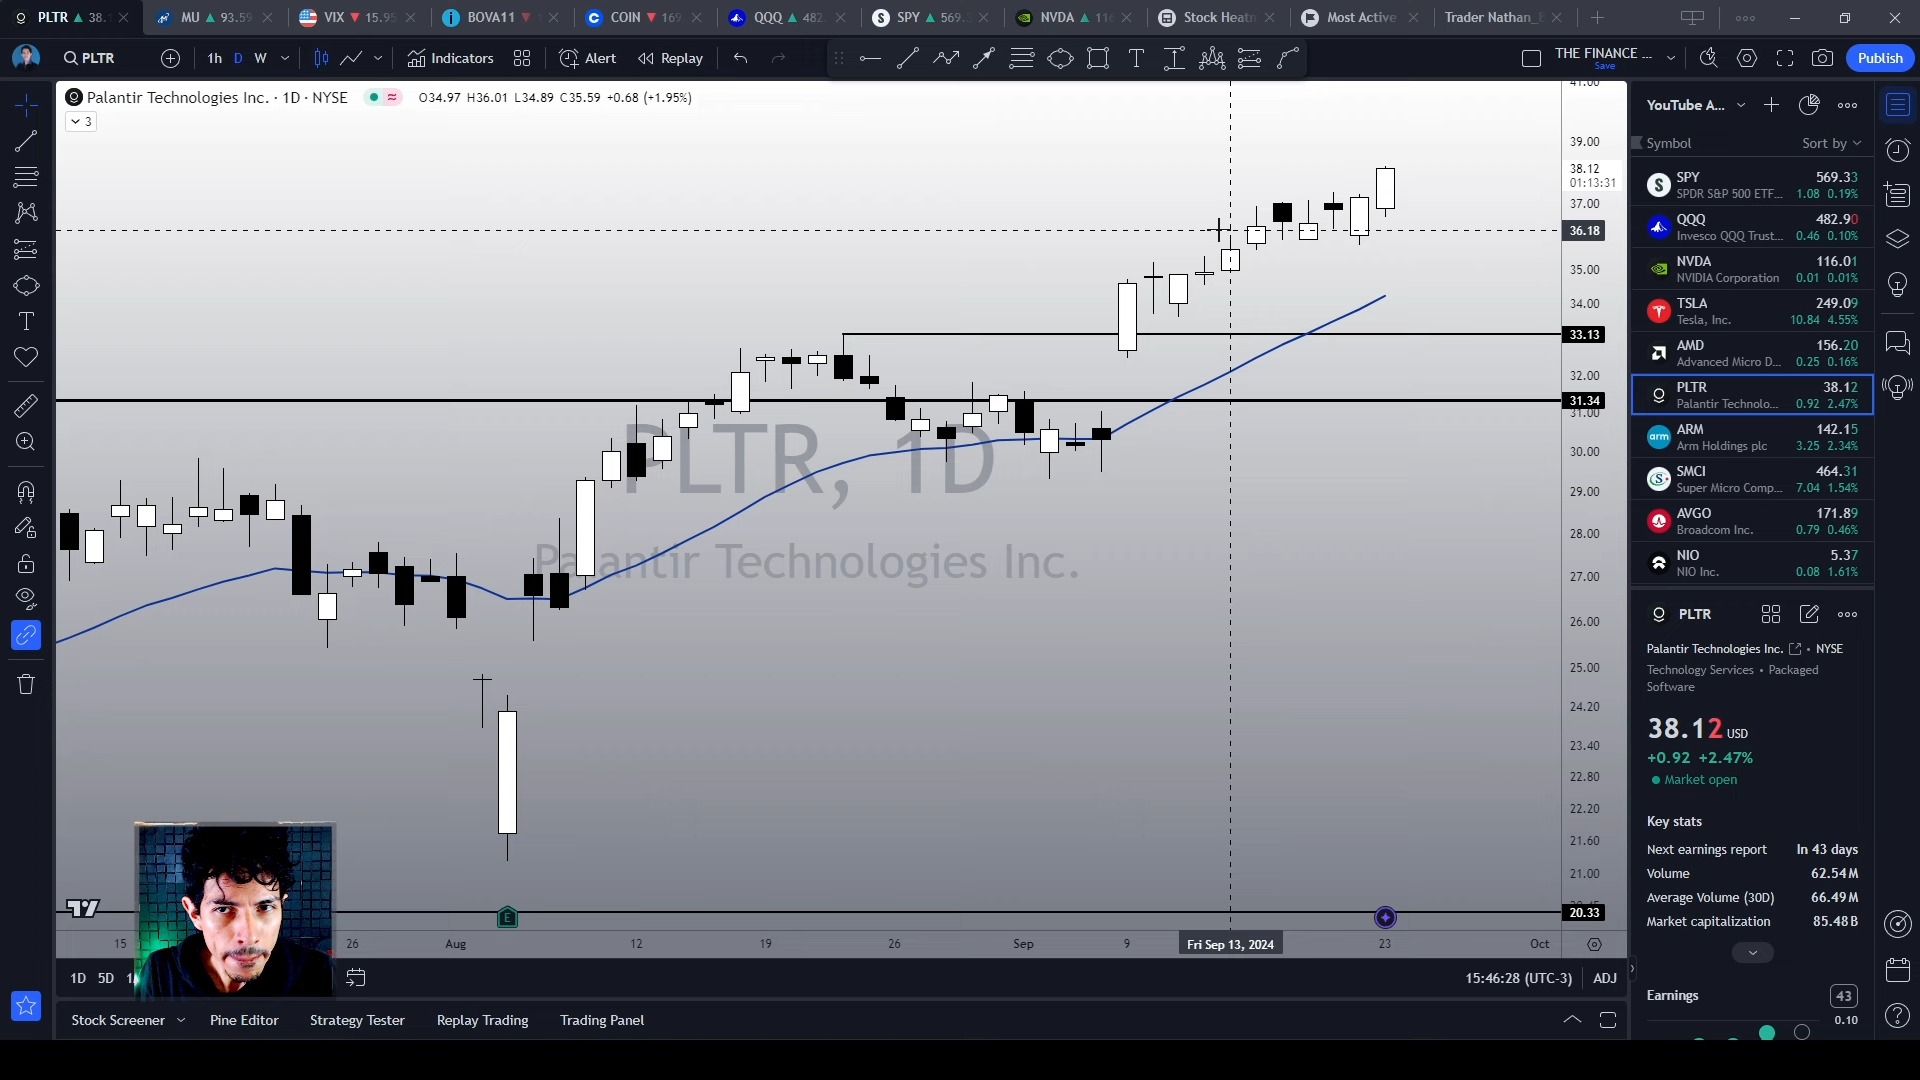 PLTR ▲ 38.1
MU ▲ 93.59
VIX ▼ 15.95
BOVA11 ▼
COIN ▼ 169
QQQ ▲ 482.
SPY ▲ 569.3
NVDA ▲ 116
Stock Heatm
Most Active
Trader Nathan_
PLTR
1h D W
Indicators
Alert
Replay
THE FINANCE ...
Save
Publish
Palantir Technologies Inc. · 1D · NYSE
O34.97 H36.01 L34.89 C35.59 +0.68 (+1.95%)
3
PLTR, 1D
Palantir Technologies Inc.
41.00
39.00
38.12
01:13:31
37.00
36.18
35.00
34.00
33.13
32.00
31.34
31.00
30.00
29.00
28.00
27.00
26.00
25.00
24.20
23.40
22.80
22.20
21.60
21.00
20.33
E
15
26
Aug
12
19
26
Sep
9
Fri Sep 13, 2024
23
Oct
1D 5D
15:46:28 (UTC-3)
ADJ
Stock Screener
Pine Editor
Strategy Tester
Replay Trading
Trading Panel
YouTube A...
Symbol
Sort by
SPY 569.33
SPDR S&P 500 ETF... 1.08 0.19%
QQQ 482.90
Invesco QQQ Trust... 0.46 0.10%
NVDA 116.01
NVIDIA Corporation 0.01 0.01%
TSLA 249.09
Tesla, Inc. 10.84 4.55%
AMD 156.20
Advanced Micro D... 0.25 0.16%
PLTR 38.12
Palantir Technolo... 0.92 2.47%
arm
ARM 142.15
Arm Holdings plc 3.25 2.34%
SMCI 464.31
Super Micro Comp... 7.04 1.54%
AVGO 171.89
Broadcom Inc. 0.79 0.46%
NIO 5.37
NIO Inc. 0.08 1.61%
PLTR
Palantir Technologies Inc. • NYSE
Technology Services • Packaged
Software
38.12 USD
+0.92 +2.47%
Market open
Key stats
Next earnings report In 43 days
Volume 62.54M
Average Volume (30D) 66.49M
Market capitalization 85.48B
Earnings 43
0.10